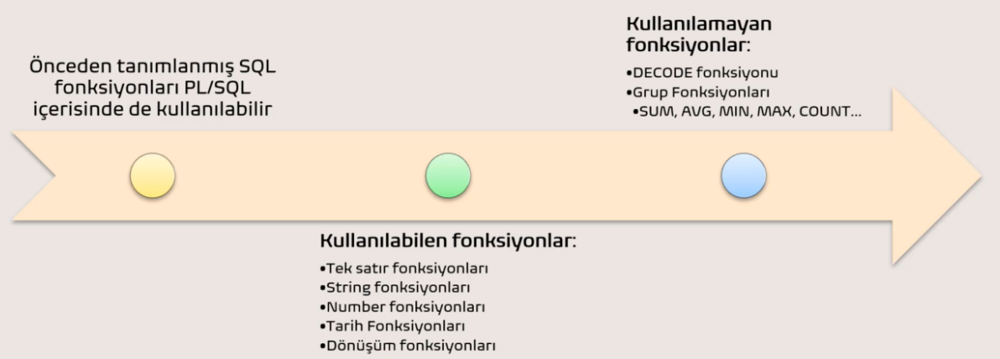 Önceden tanımlanmış SQL
fonksiyonları PL/SQL
içerisinde de kullanılabilir
Kullanılabilen fonksiyonlar:
•Tek satır fonksiyonları
•String fonksiyonları
•Number fonksiyonları
•Tarih Fonksiyonları
•Dönüşüm fonksiyonları
Kullanılamayan
fonksiyonlar:
•DECODE fonksiyonu
•Grup Fonksiyonları
•SUM, AVG, MIN, MAX, COUNT...